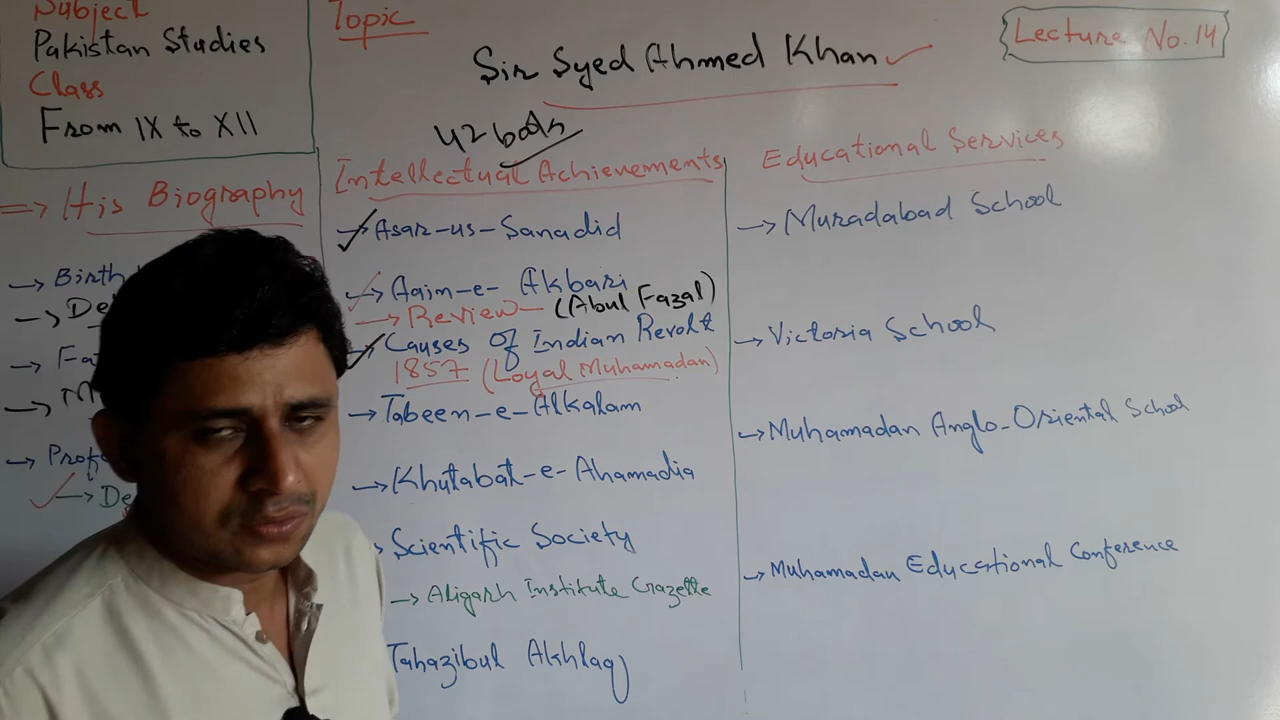 Subject
Pakistan Studies
Class
From IX to XII
Topic
Sir Syed Ahmed Khan
Lecture No. 14
=> His Biography
→ Birth
→
→
→
→
→
42 books
Intellectual Achievements
→ Asar-us-Sanadid
→ Aain-e-Akbari
→ Review - (Abul Fazal)
→ Causes Of Indian Revolt
1857 (Loyal Muhamadan)
→ Tabeen-e-Alkalam
→ Khutabat-e-Ahamadia
Scientific Society
→ Aligarh Institute Gazette
Tahazibul Akhlaq
Educational Services
→ Muradabad School
→ Victoria School
→ Muhamadan Anglo-Oriental School
→ Muhamadan Educational Conference